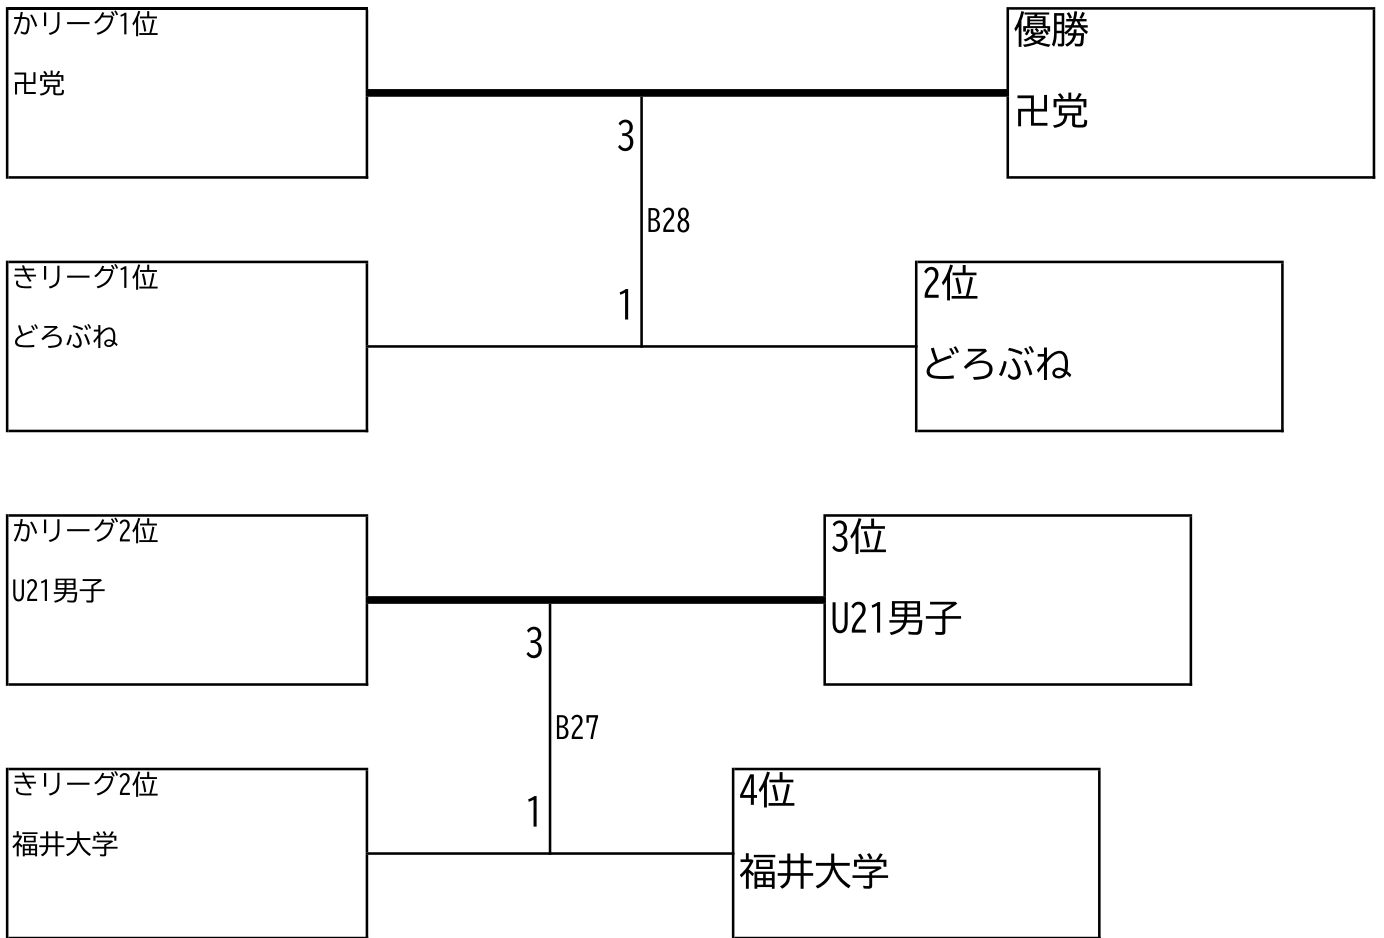 かリーグ1位
卍党
優勝
卍党
3
B28
1
きリーグ1位
どろぶね
2位
どろぶね
かリーグ2位
U21男子
3位
U21男子
3
B27
1
きリーグ2位
福井大学
4位
福井大学